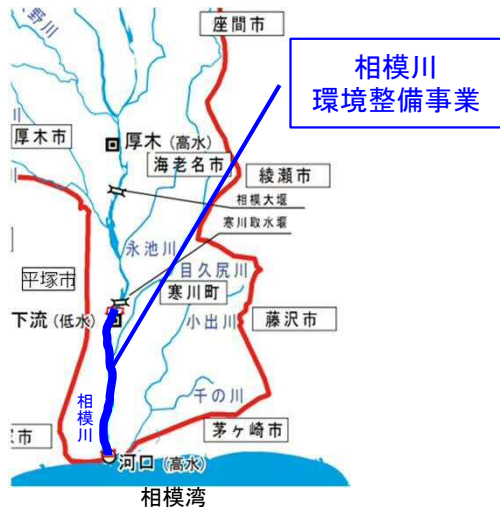 座間市
相模川
環境整備事業
野川
厚木市
厚木(高水)
海老名市
綾瀬市
相模大堰
寒川取水堰
川
永池川
目久尻川
平塚市
寒川町
下流(低水)
小出川
藤沢市
相模川
千の川
茅ヶ崎市
市
河口(高水)
相模湾